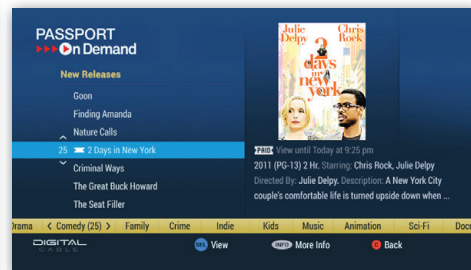 PASSPORT
On Demand
New Releases
Goon
Finding Amanda
Nature Calls
25 2 Days in New York
Criminal Ways
The Great Buck Howard
The Seat Filler
Julie Delpy
Chris Rock
2 days in new york
PAID View until Today at 9:25 pm
2011 (PG-13) 2 Hr. Starring: Chris Rock, Julie Delpy
Directed By: Julie Delpy. Description: A New York City
couple's comfortable life is turned upside down when ...
Drama < Comedy (25) > Family Crime Indie Kids Music Animation Sci-Fi Docu
DIGITAL
CABLE
SEL View INFO More Info C Back